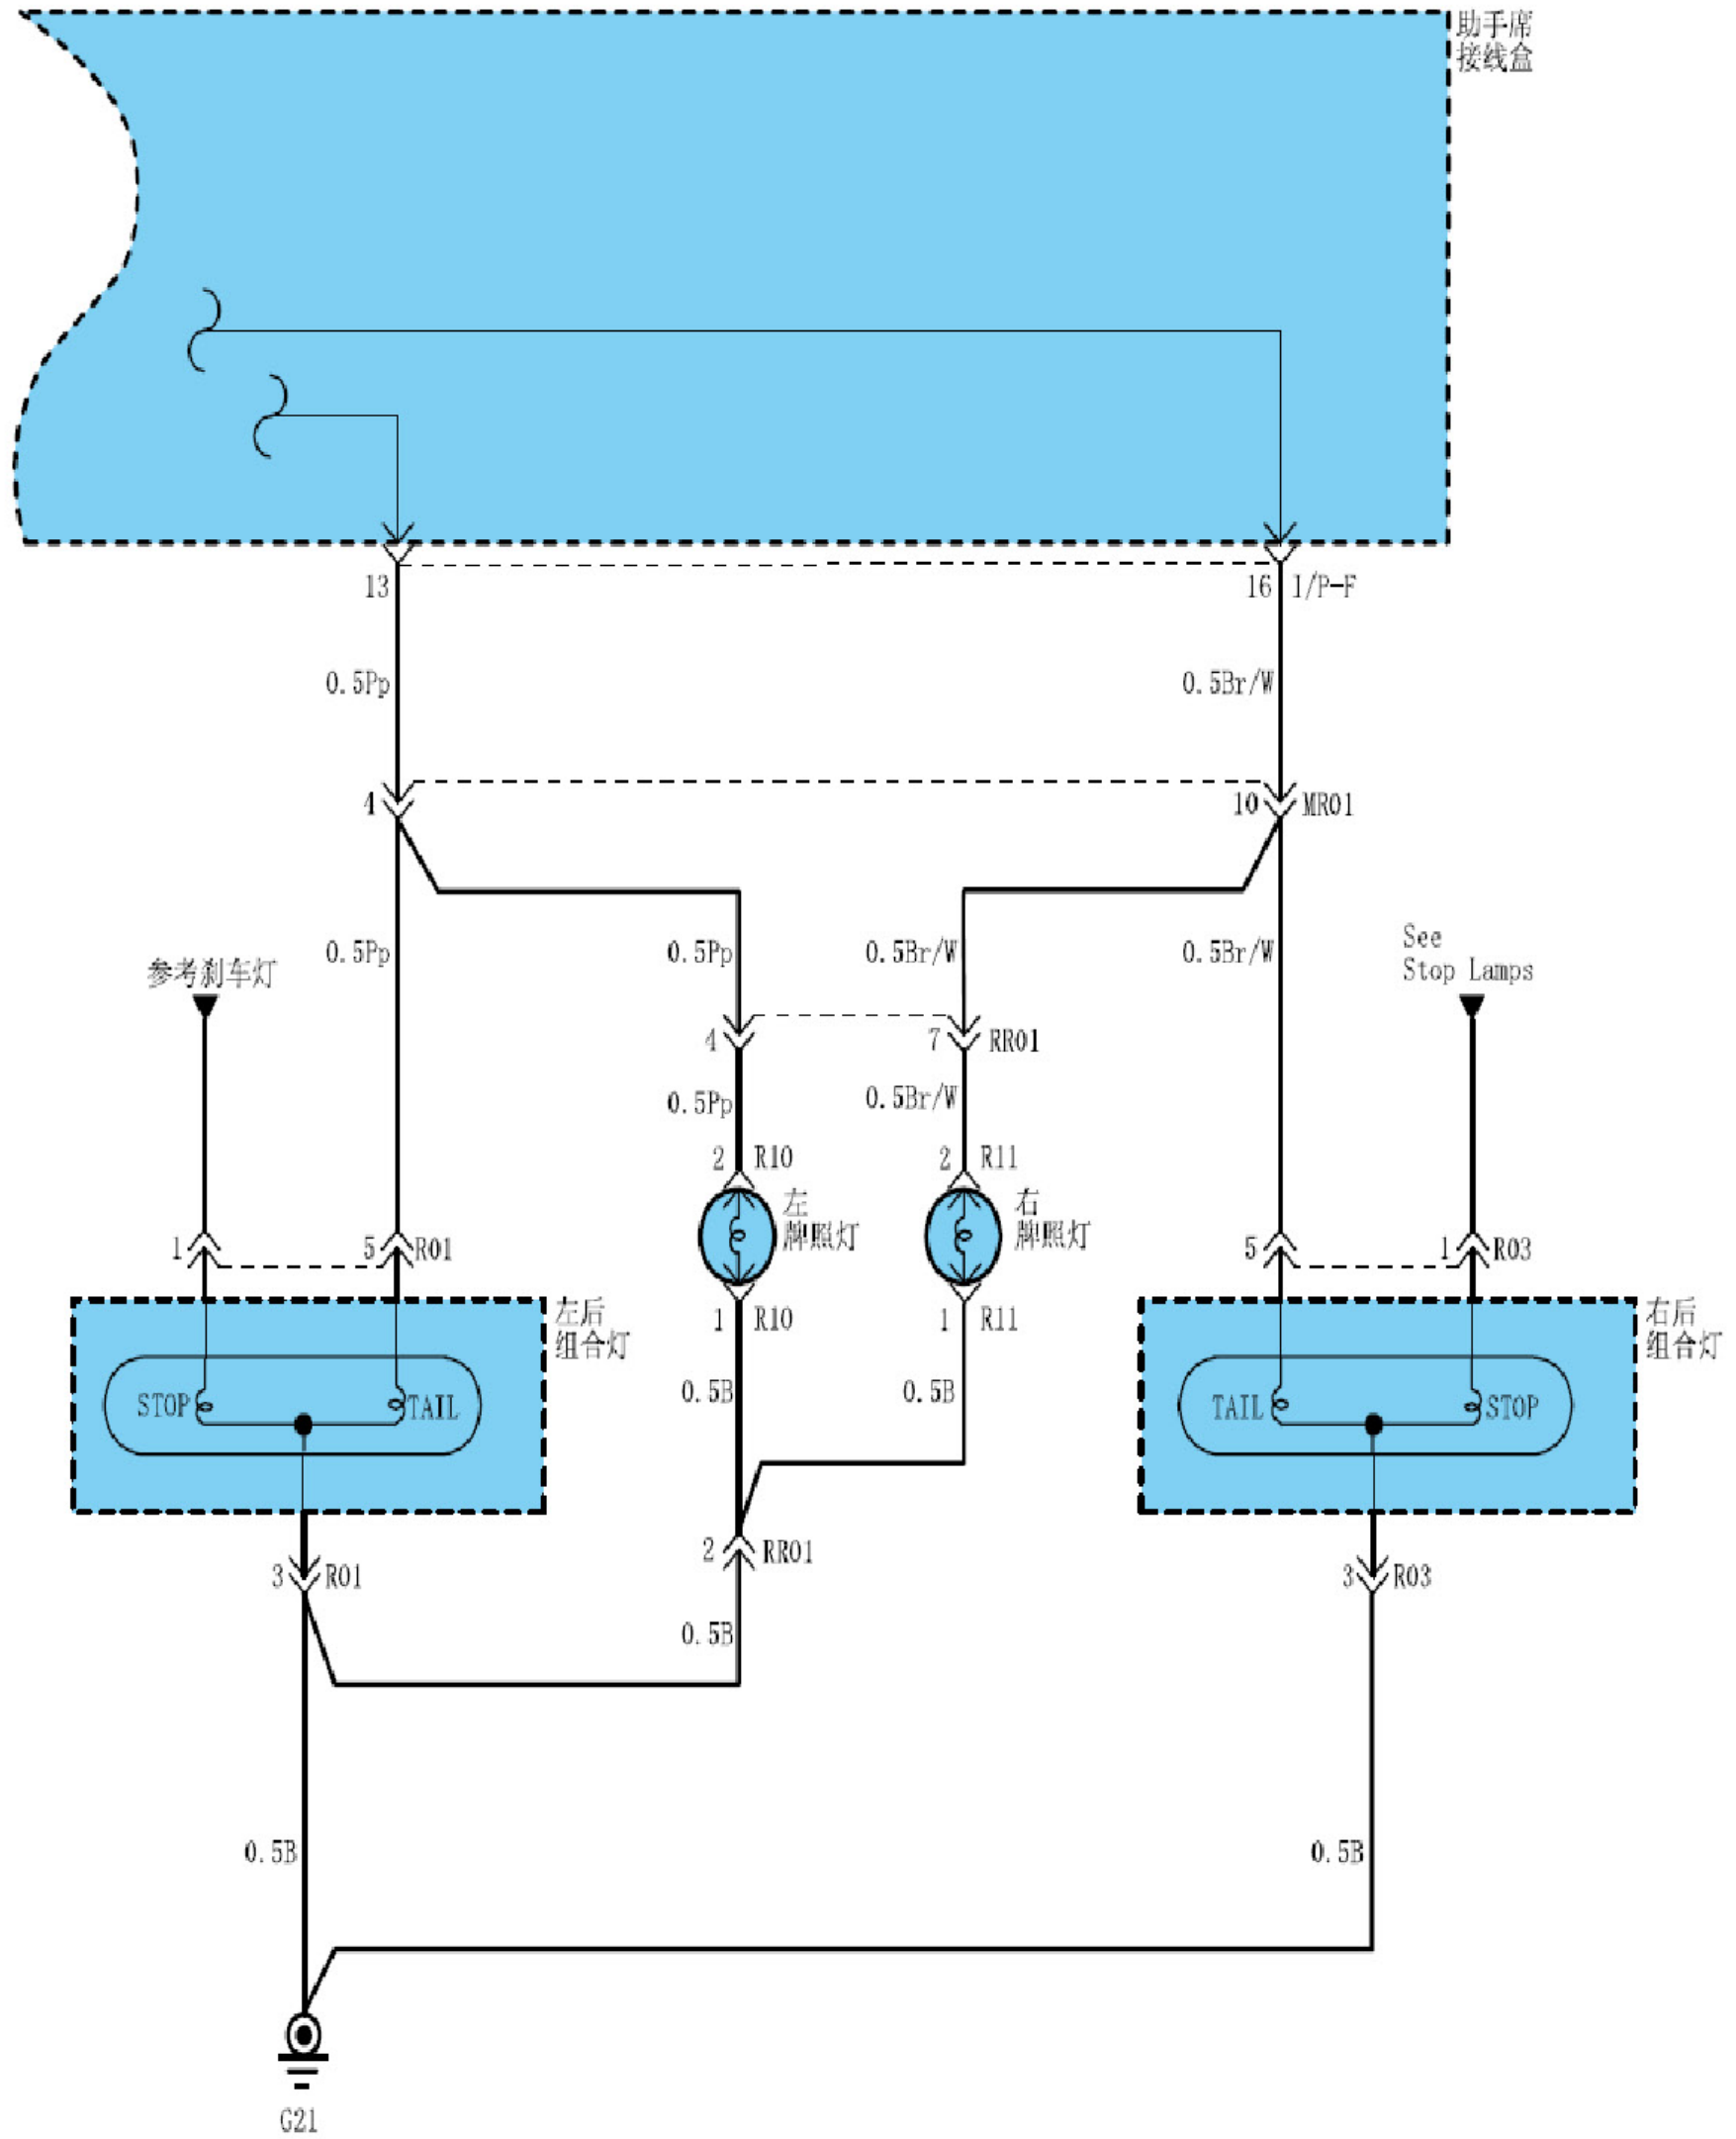 助手席
接线盒
13
16 I/P-F
0.5Pp
0.5Br/W
4
10 MR01
0.5Pp
0.5Pp
0.5Br/W
0.5Br/W
参考刹车灯
See
Stop Lamps
4
7 RR01
0.5Pp
0.5Br/W
2 R10
2 R11
左
牌照灯
右
牌照灯
1
5 R01
5
1 R03
左后
组合灯
1 R10
1 R11
右后
组合灯
STOP
TAIL
0.5B
0.5B
TAIL
STOP
2 RR01
3 R01
3 R03
0.5B
0.5B
0.5B
G21